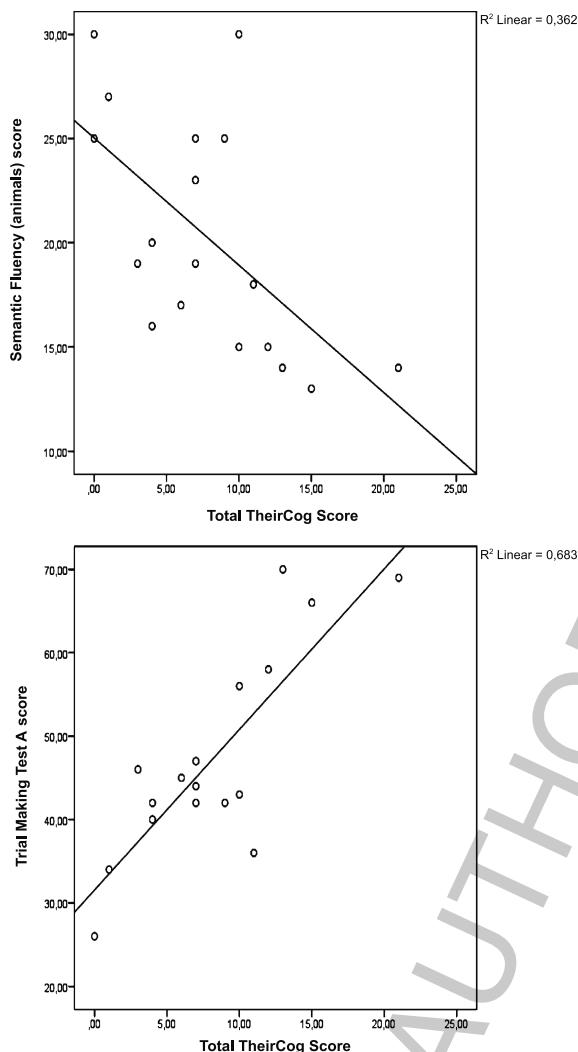 R² Linear = 0,362
30,00
25,00
20,00
15,00
10,00
Semantic Fluency (animals) score
,00 5,00 10,00 15,00 20,00 25,00
Total TheirCog Score
R² Linear = 0,683
70,00
60,00
50,00
40,00
30,00
20,00
Trial Making Test A score
,00 5,00 10,00 15,00 20,00 25,00
Total TheirCog Score
AUTHO